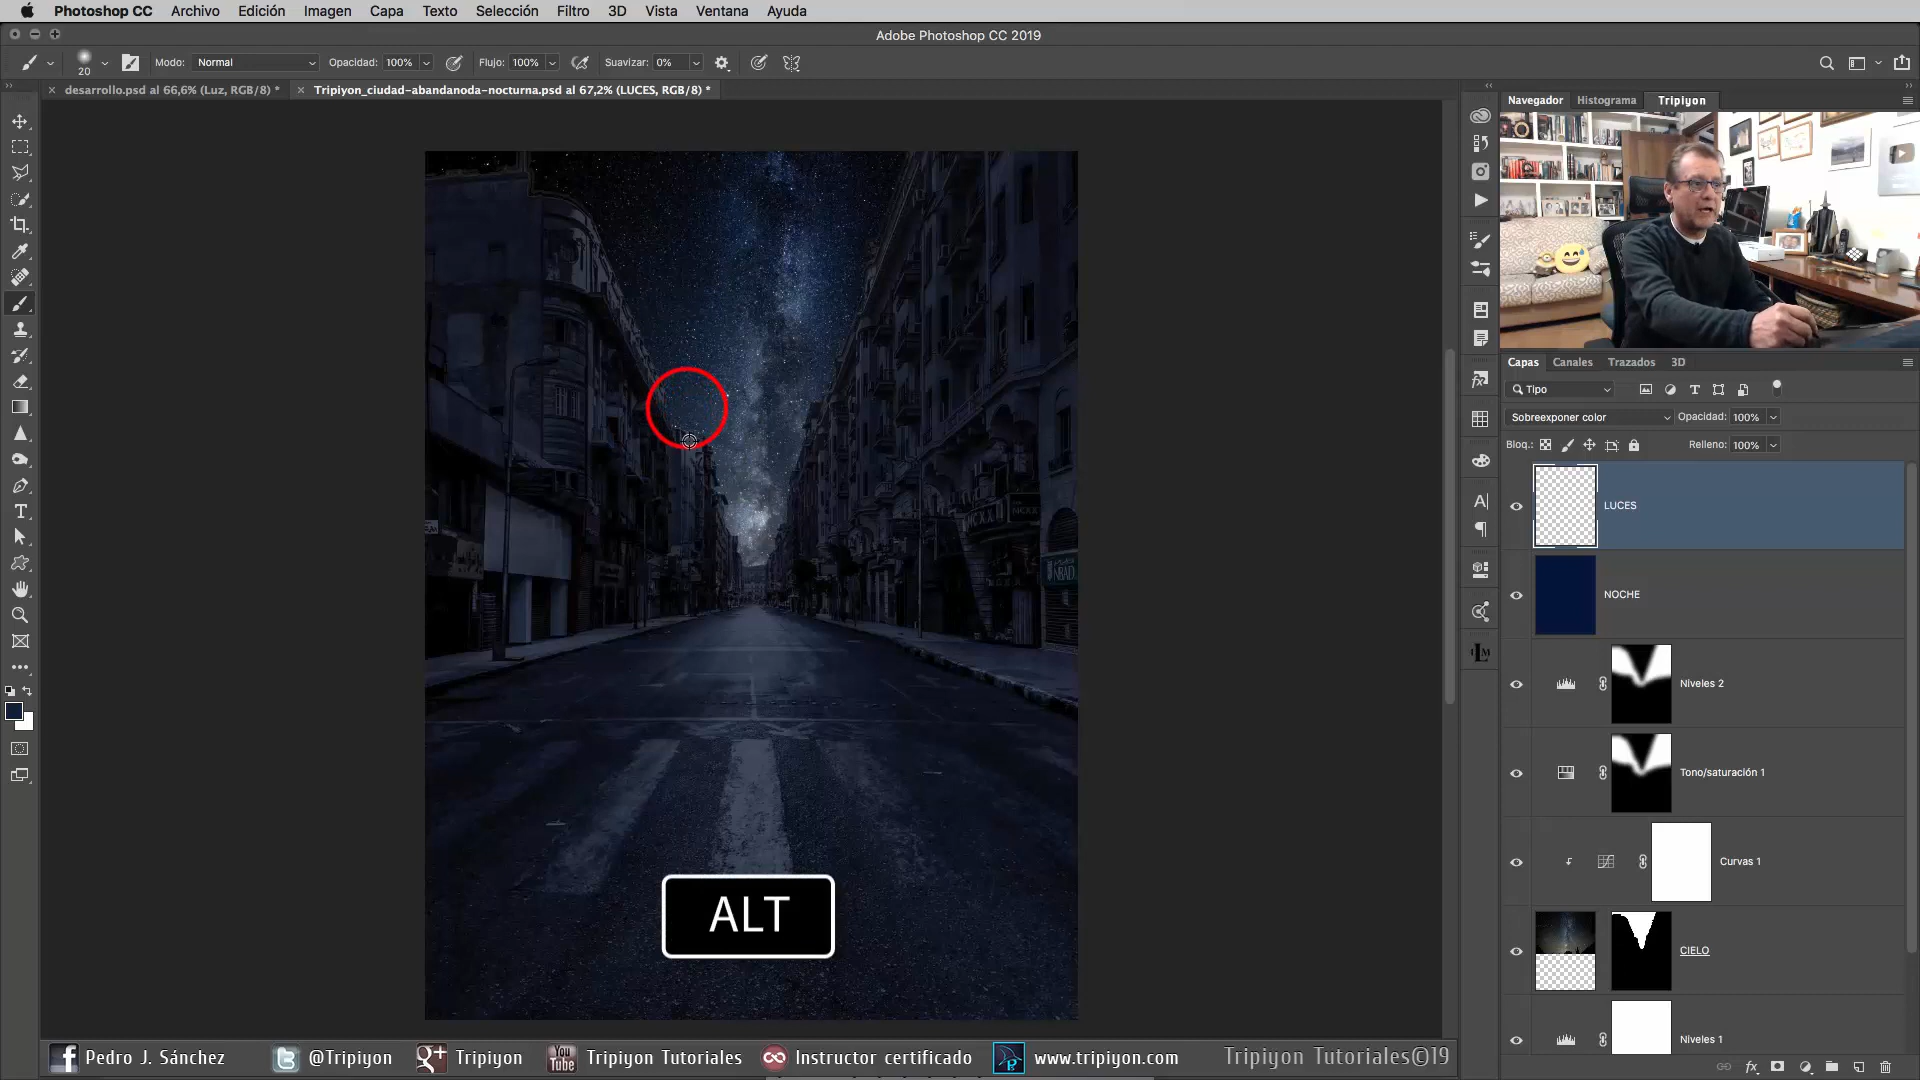 Photoshop CC Archivo Edición Imagen Capa Texto Selección Filtro 3D Vista Ventana Ayuda
Adobe Photoshop CC 2019
20 Modo: Normal Opacidad: 100% Flujo: 100% Suavizar: 0%
desarrollo.psd al 66,6% (Luz, RGB/8) *
Tripiyon_ciudad-abandanoda-nocturna.psd al 67,2% (LUCES, RGB/8) *
Navegador Histograma Tripiyon
Capas Canales Trazados 3D
Tipo
Sobreexponer color Opacidad: 100%
Bloq.: Relleno: 100%
LUCES
NOCHE
Niveles 2
Tono/saturación 1
Curvas 1
CIELO
Niveles 1
NCXX
ALT
Pedro J. Sánchez @Tripiyon Tripiyon You Tube Tripiyon Tutoriales Instructor certificado www.tripiyon.com Tripiyon Tutoriales©19